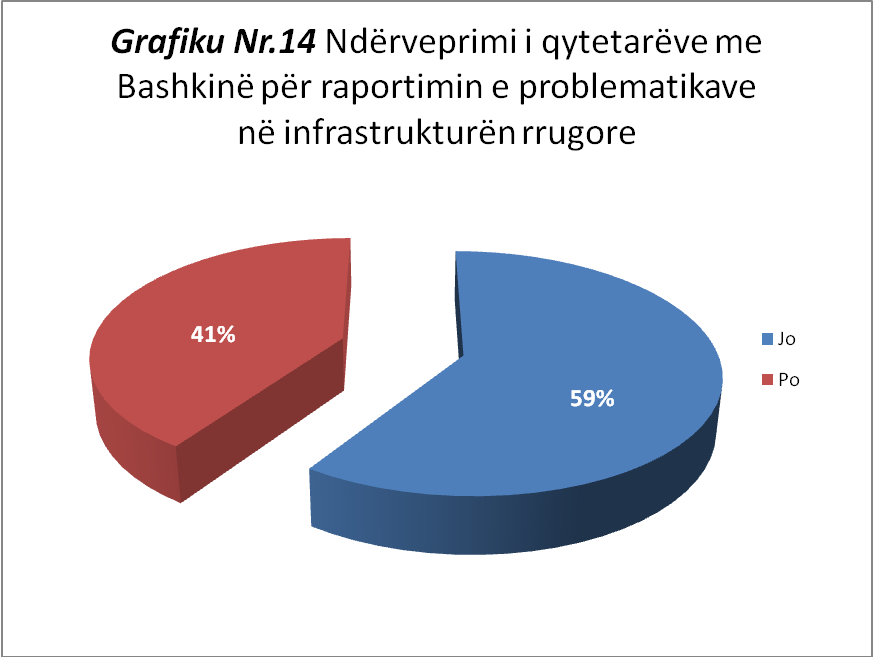 Grafiku Nr.14 Ndërveprimi i qytetarëve me
Bashkinë për raportimin e problematikave
në infrastrukturën rrugore
41%
59%
Jo
Po